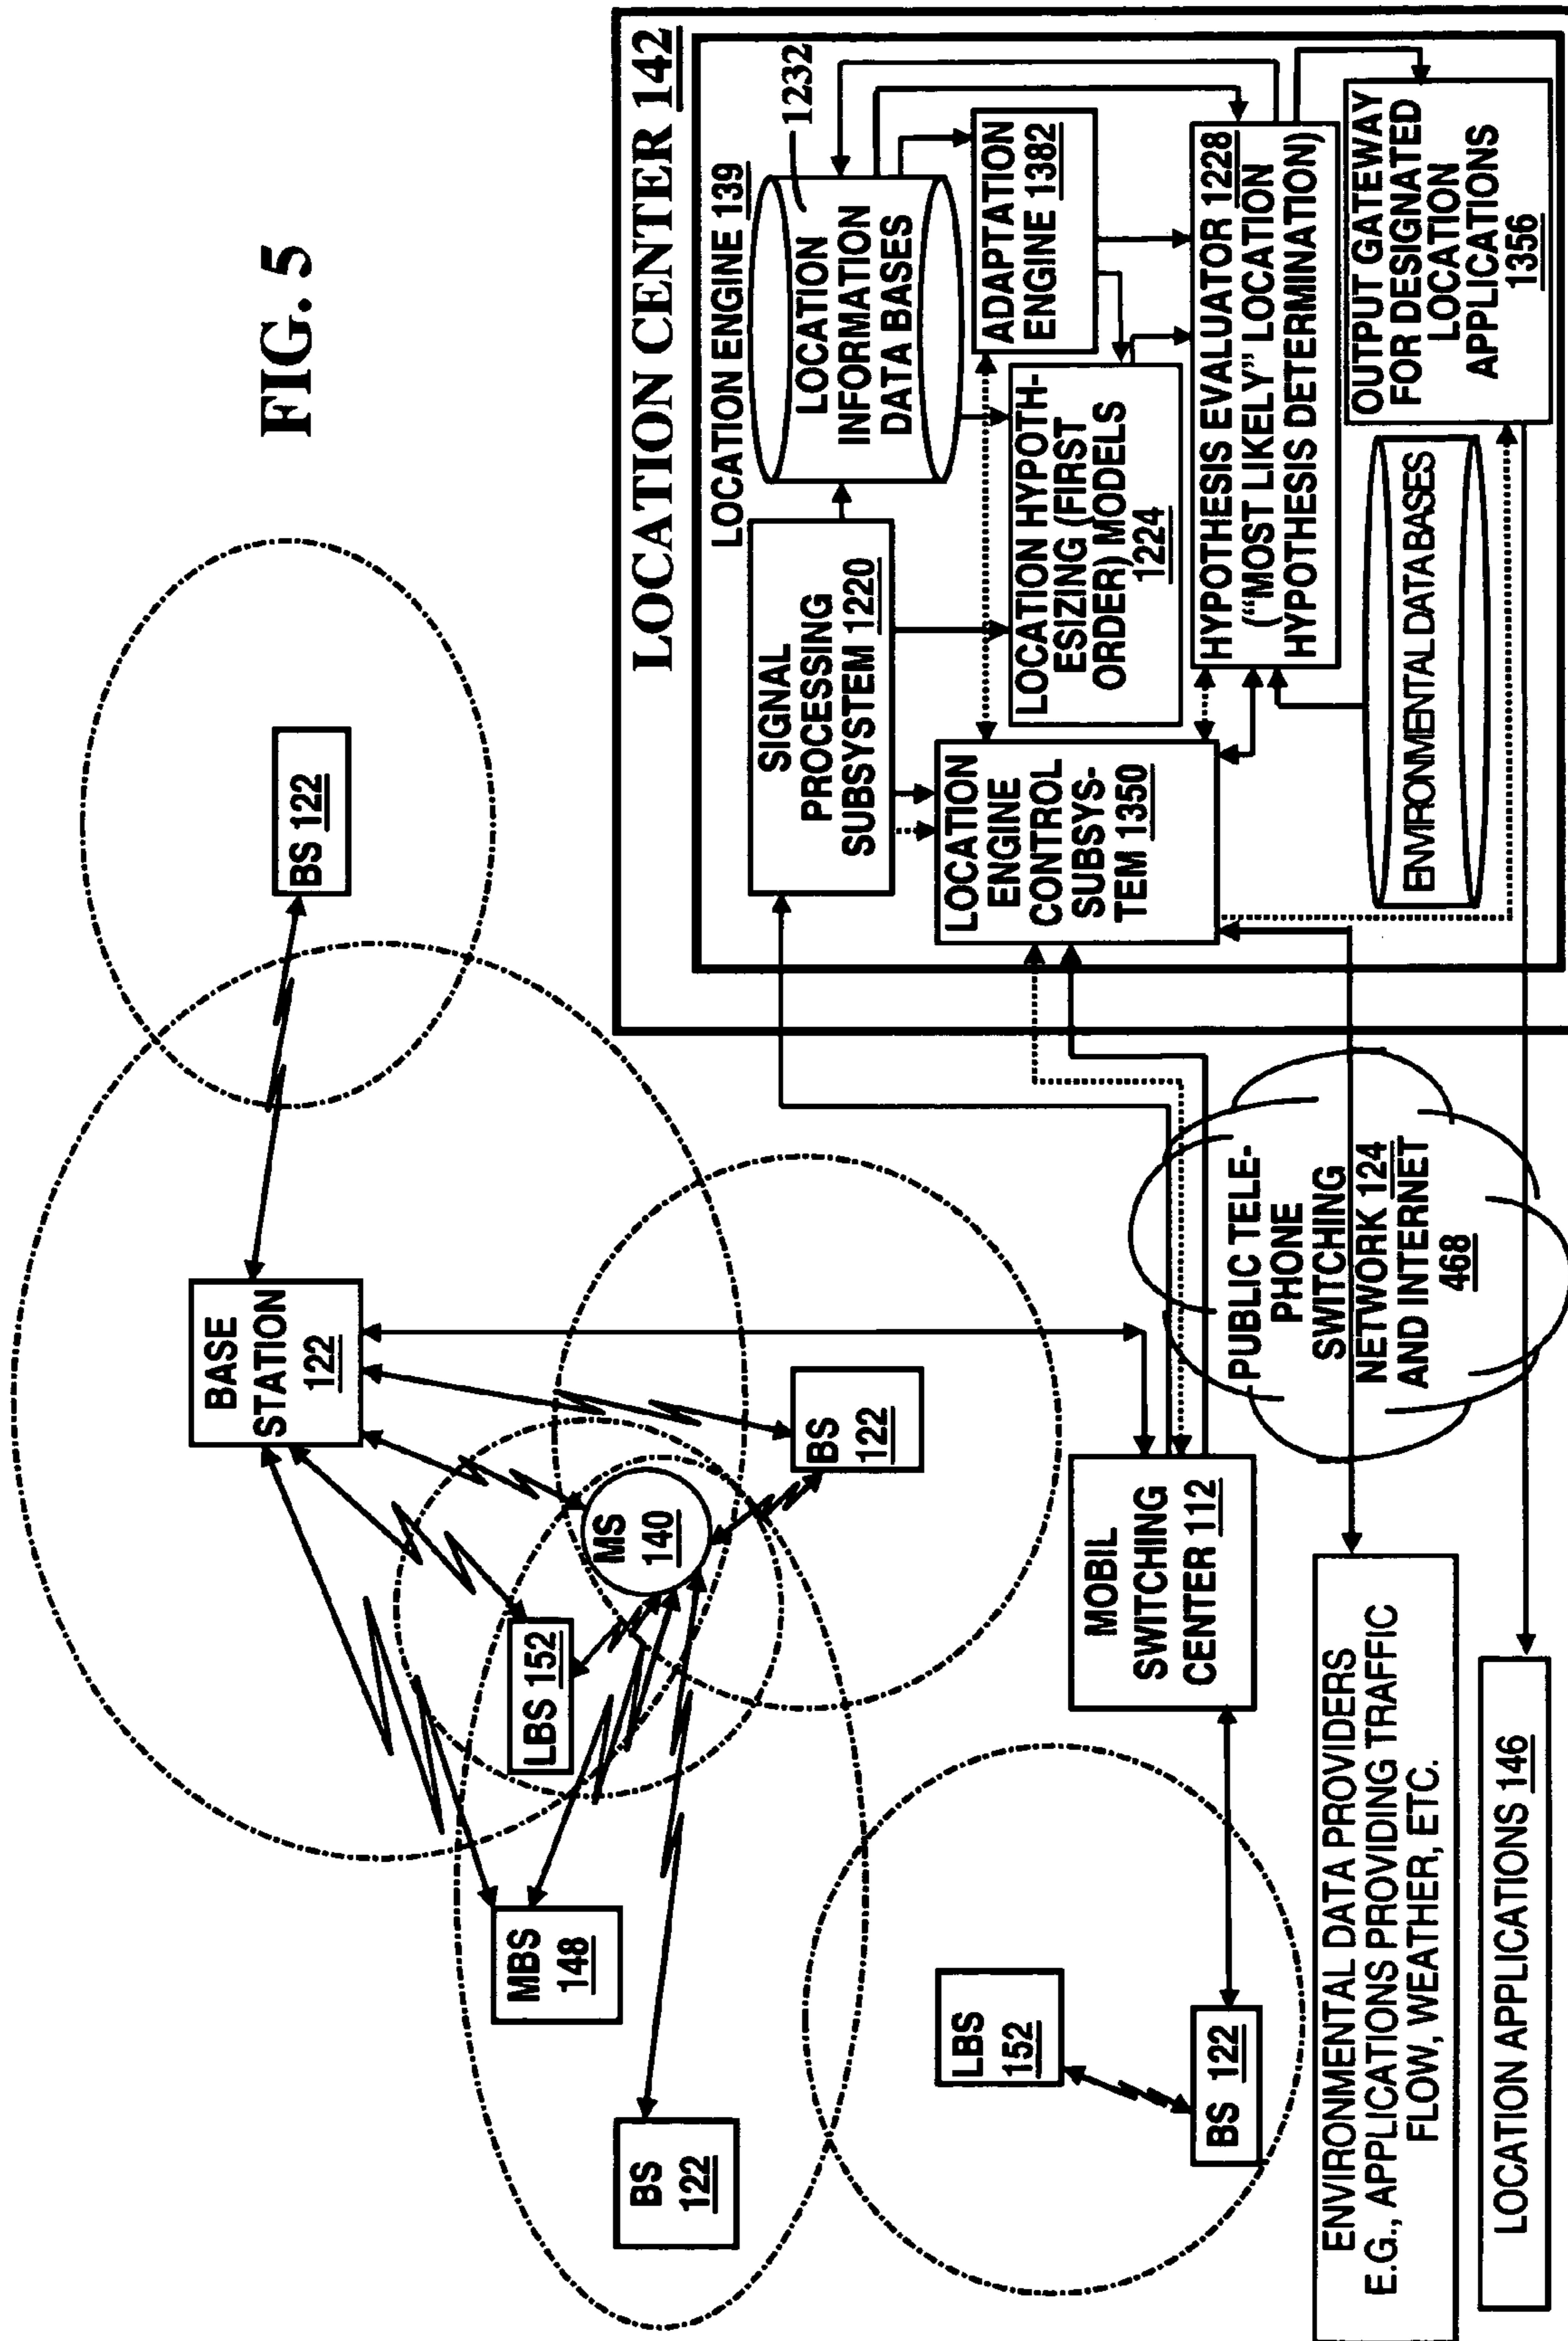 FIG. 5
BASE
STATION
122
BS 122
MS
140
LBS 152
MBS
148
BS
122
BS
122
LBS
152
BS 122
MOBIL
SWITCHING
CENTER 112
PUBLIC TELE-
PHONE
SWITCHING
NETWORK 124
AND INTERNET
468
ENVIRONMENTAL DATA PROVIDERS
E.G., APPLICATIONS PROVIDING TRAFFIC
FLOW, WEATHER, ETC.
LOCATION APPLICATIONS 146
LOCATION CENTER 142
LOCATION ENGINE 139
1232
SIGNAL
PROCESSING
SUBSYSTEM 1220
LOCATION
INFORMATION
DATA BASES
ADAPTATION
ENGINE 1382
LOCATION HYPOTH-
ESIZING (FIRST
ORDER) MODELS
1224
LOCATION
ENGINE
CONTROL
SUBSYS-
TEM 1350
HYPOTHESIS EVALUATOR 1228
(“MOST LIKELY” LOCATION
HYPOTHESIS DETERMINATION)
ENVIRONMENTAL DATA BASES
OUTPUT GATEWAY
FOR DESIGNATED
LOCATION
APPLICATIONS
1356